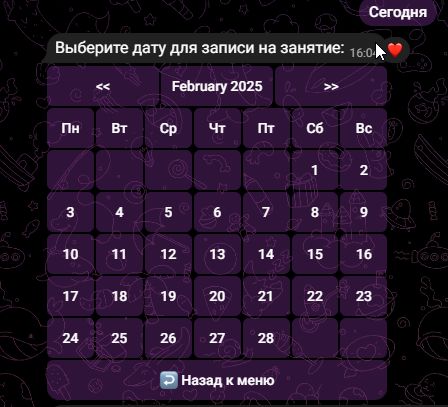 Сегодня
Выберите дату для записи на занятие:
<< February 2025 >>
Пн Вт Ср Чт Пт Сб Вс
1 2
3 4 5 6 7 8 9
10 11 12 13 14 15 16
17 18 19 20 21 22 23
24 25 26 27 28
Назад к меню